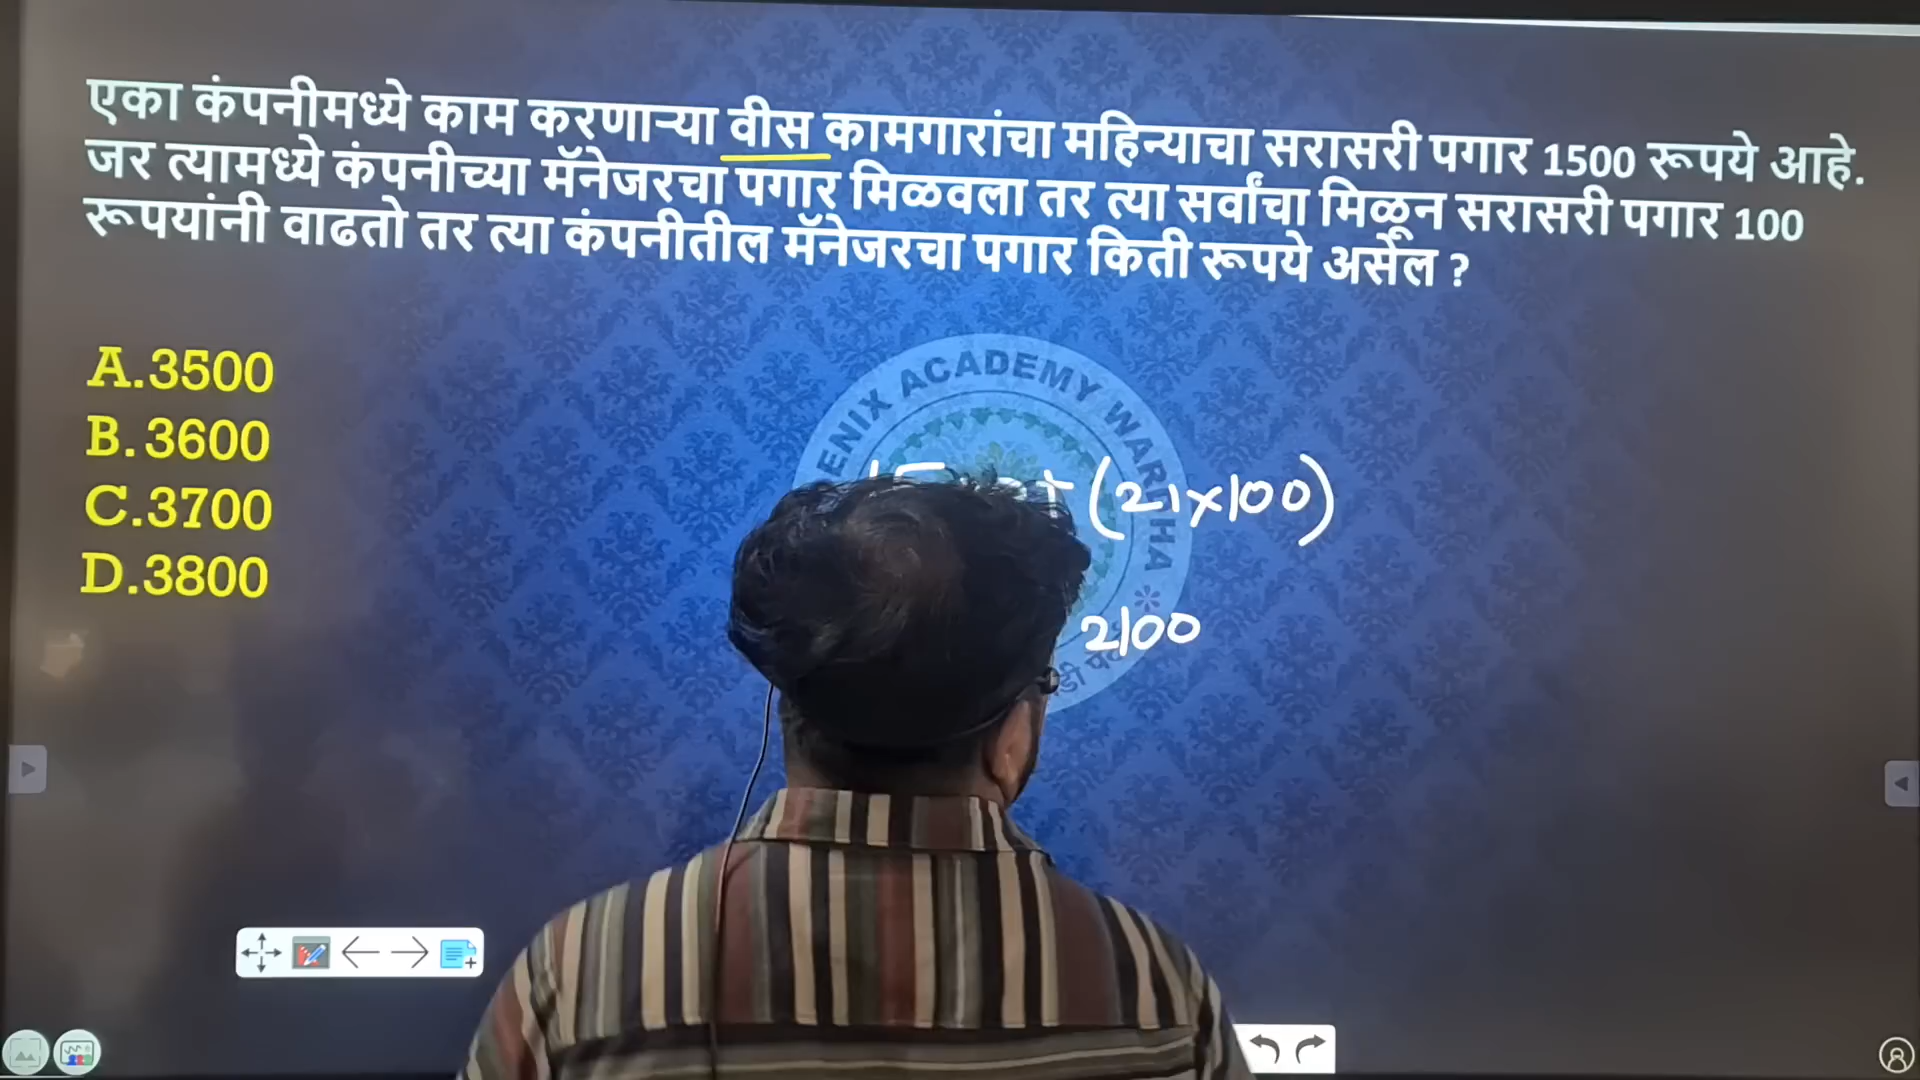 एका कंपनीमध्ये काम करणाऱ्या वीस कामगारांचा महिन्याचा सरासरी पगार 1500 रूपये आहे.
जर त्यामध्ये कंपनीच्या मॅनेजरचा पगार मिळवला तर त्या सर्वांचा मिळून सरासरी पगार 100
रूपयांनी वाढतो तर त्या कंपनीतील मॅनेजरचा पगार किती रूपये असेल ?
A.3500
B.3600
C.3700
D.3800
ENIX ACADEMY WARDHA *
+ (21x100)
2100